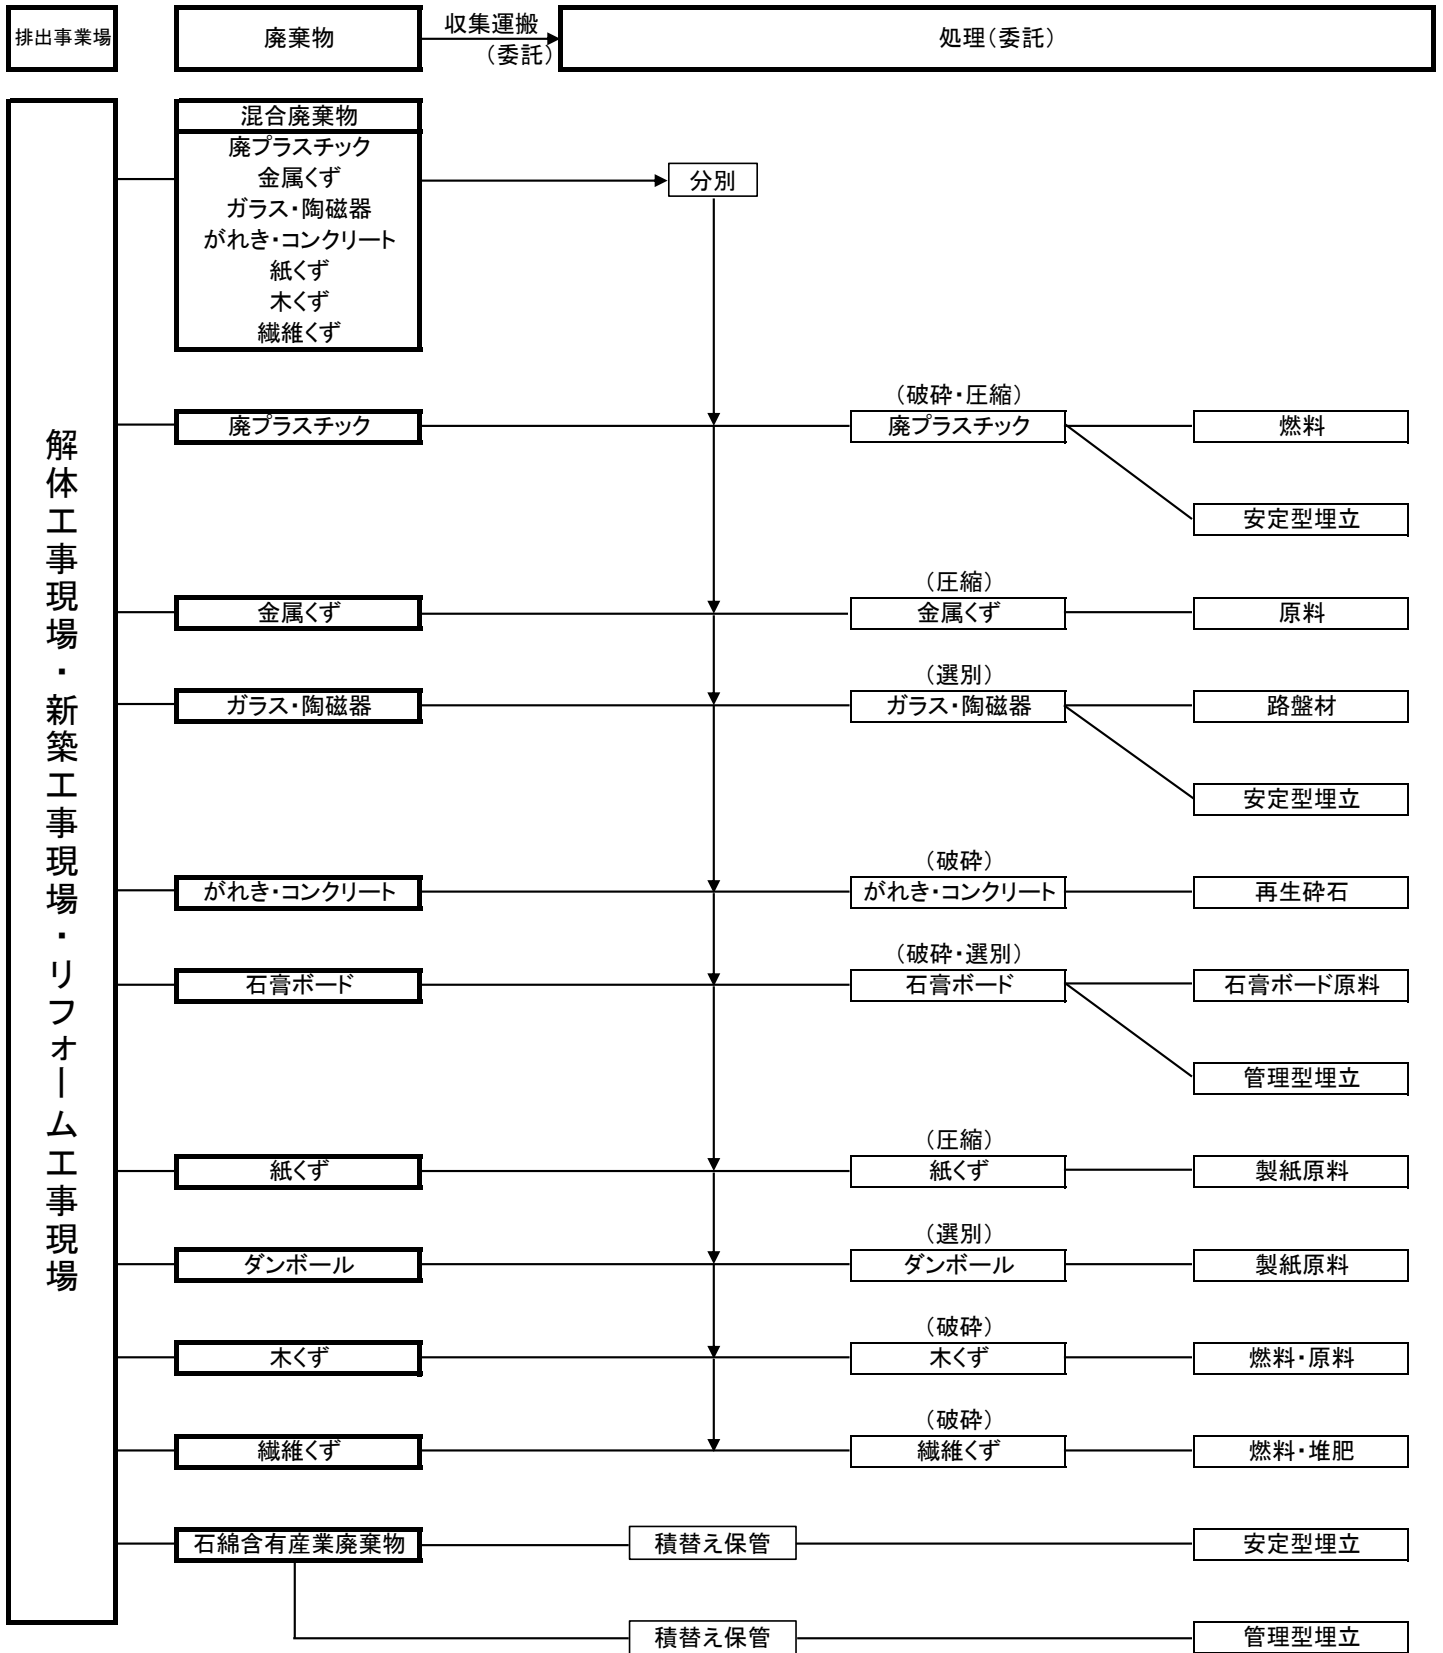 排出事業場
廃棄物
収集運搬
（委託）
処理（委託）
解体工事現場・新築工事現場・リフォーム工事現場
混合廃棄物
廃プラスチック
金属くず
ガラス・陶磁器
がれき・コンクリート
紙くず
木くず
繊維くず
分別
（破砕・圧縮）
廃プラスチック
廃プラスチック
燃料
安定型埋立
（圧縮）
金属くず
金属くず
原料
（選別）
ガラス・陶磁器
ガラス・陶磁器
路盤材
安定型埋立
（破砕）
がれき・コンクリート
がれき・コンクリート
再生砕石
（破砕・選別）
石膏ボード
石膏ボード
石膏ボード原料
管理型埋立
（圧縮）
紙くず
紙くず
製紙原料
（選別）
ダンボール
ダンボール
製紙原料
（破砕）
木くず
木くず
燃料・原料
（破砕）
繊維くず
繊維くず
燃料・堆肥
石綿含有産業廃棄物
積替え保管
安定型埋立
積替え保管
管理型埋立